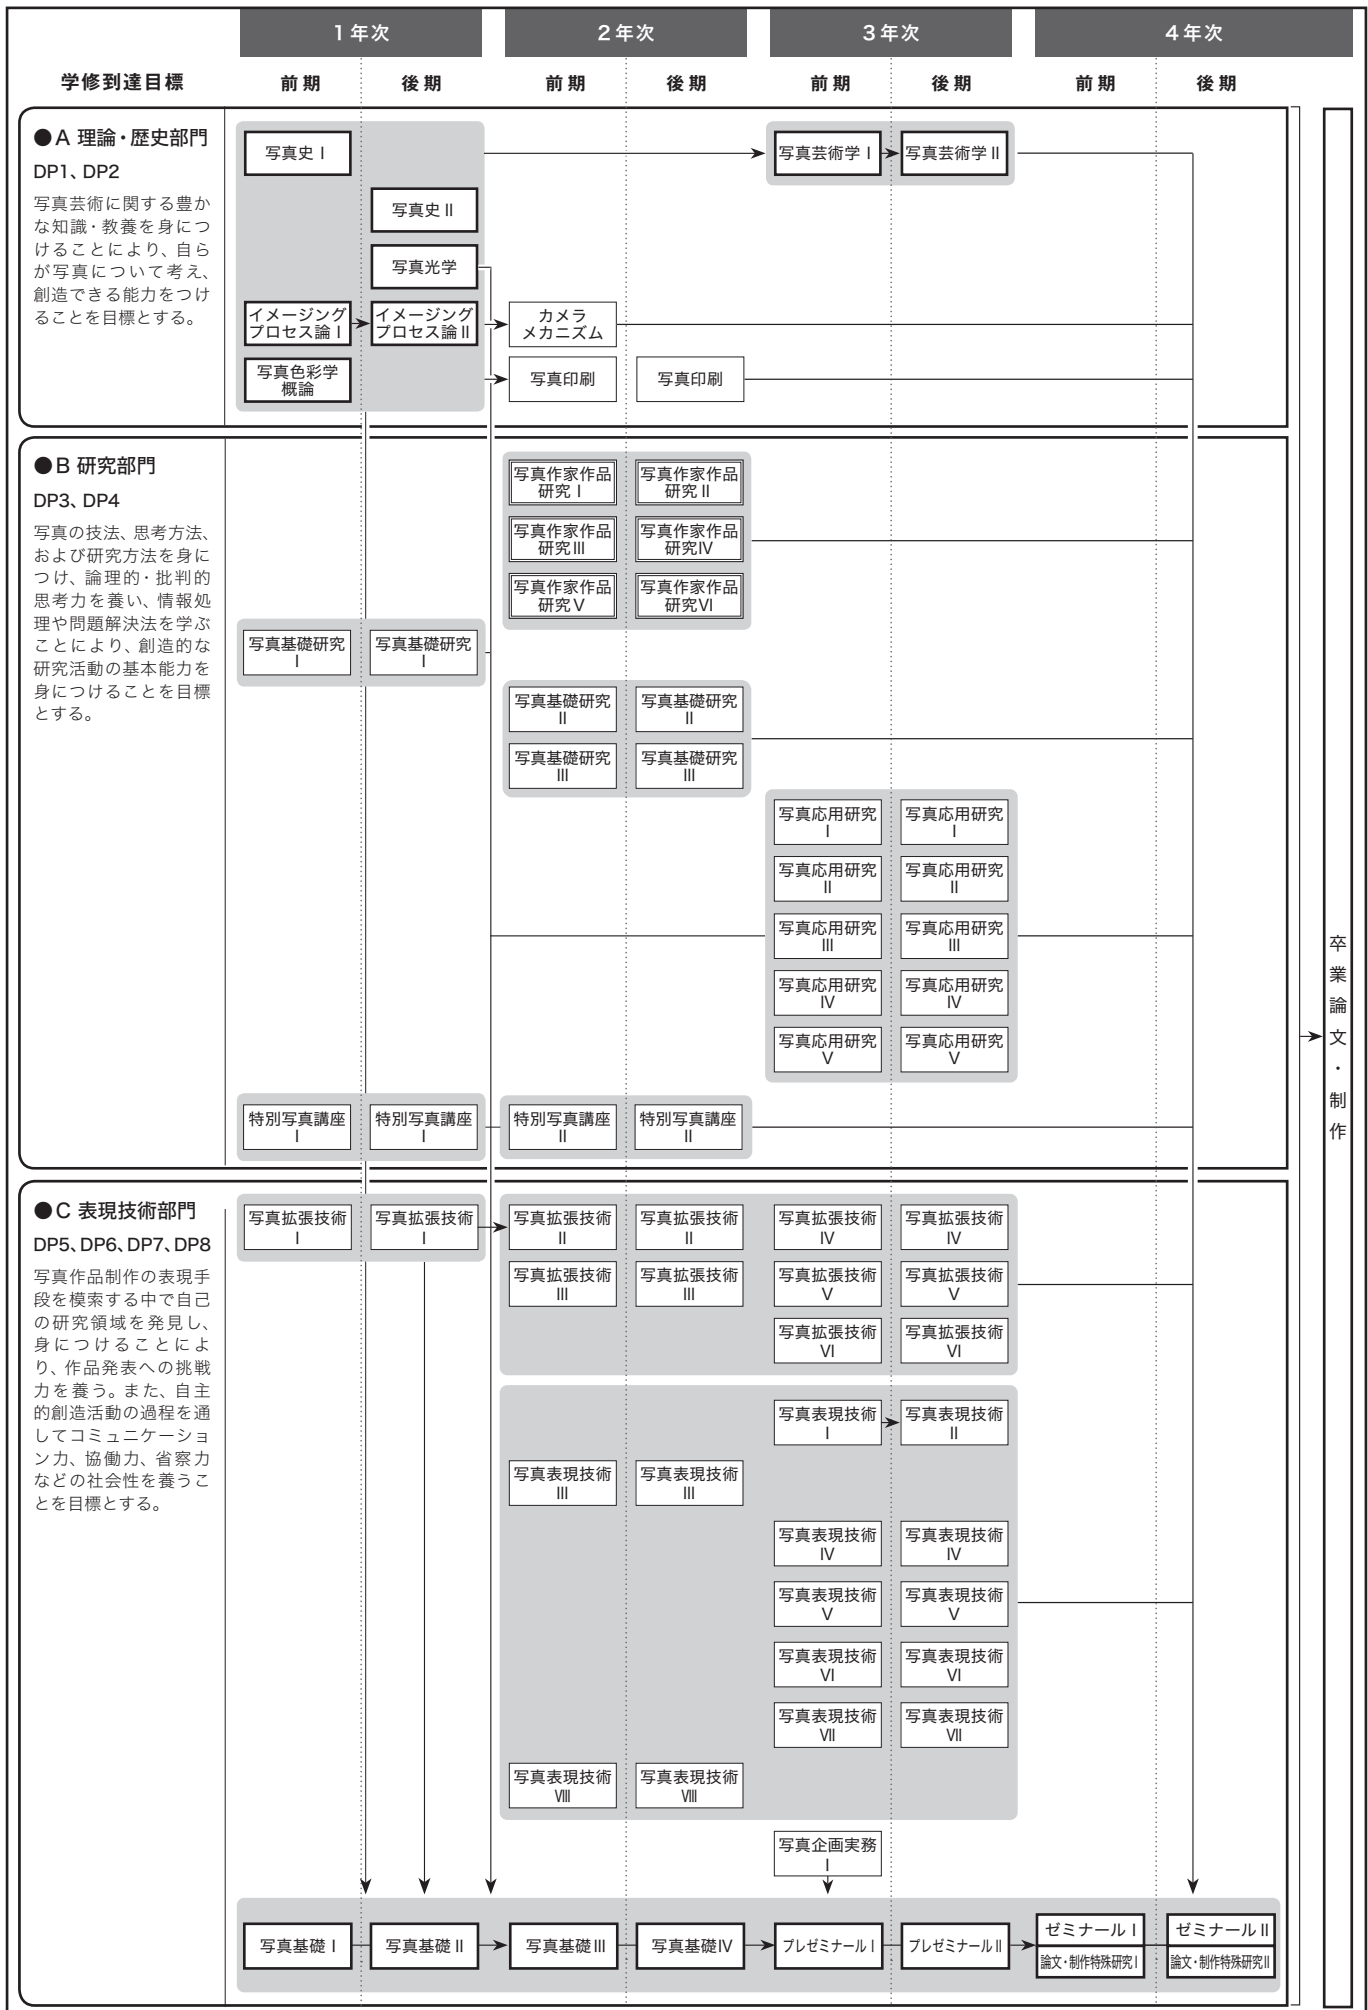 1年次
2年次
3年次
4年次
学修到達目標
前期
後期
前期
後期
前期
後期
前期
後期
●A 理論・歴史部門
DP1、DP2
写真芸術に関する豊か
な知識・教養を身につ
けることにより、自ら
が写真について考え、
創造できる能力をつけ
ることを目標とする。
写真史Ⅰ
写真芸術学Ⅰ
写真芸術学Ⅱ
写真史Ⅱ
写真光学
イメージング
プロセス論Ⅰ
イメージング
プロセス論Ⅱ
カメラ
メカニズム
写真色彩学
概論
写真印刷
写真印刷
●B 研究部門
DP3、DP4
写真の技法、思考方法、
および研究方法を身に
つけ、論理的・批判的
思考力を養い、情報処
理や問題解決法を学ぶ
ことにより、創造的な
研究活動の基本能力を
身につけることを目標
とする。
写真作家作品
研究Ⅰ
写真作家作品
研究Ⅱ
写真作家作品
研究Ⅲ
写真作家作品
研究Ⅳ
写真作家作品
研究Ⅴ
写真作家作品
研究Ⅵ
写真基礎研究
Ⅰ
写真基礎研究
Ⅰ
写真基礎研究
Ⅱ
写真基礎研究
Ⅱ
写真基礎研究
Ⅲ
写真基礎研究
Ⅲ
写真応用研究
Ⅰ
写真応用研究
Ⅰ
写真応用研究
Ⅱ
写真応用研究
Ⅱ
写真応用研究
Ⅲ
写真応用研究
Ⅲ
写真応用研究
Ⅳ
写真応用研究
Ⅳ
写真応用研究
Ⅴ
写真応用研究
Ⅴ
特別写真講座
Ⅰ
特別写真講座
Ⅰ
特別写真講座
Ⅱ
特別写真講座
Ⅱ
●C 表現技術部門
DP5、DP6、DP7、DP8
写真作品制作の表現手
段を模索する中で自己
の研究領域を発見し、
身につけることによ
り、作品発表への挑戦
力を養う。また、自主
的創造活動の過程を通
してコミュニケーショ
ン力、協働力、省察力
などの社会性を養うこ
とを目標とする。
写真拡張技術
Ⅰ
写真拡張技術
Ⅰ
写真拡張技術
Ⅱ
写真拡張技術
Ⅱ
写真拡張技術
Ⅳ
写真拡張技術
Ⅳ
写真拡張技術
Ⅲ
写真拡張技術
Ⅲ
写真拡張技術
Ⅴ
写真拡張技術
Ⅴ
写真拡張技術
Ⅵ
写真拡張技術
Ⅵ
写真表現技術
Ⅰ
写真表現技術
Ⅱ
写真表現技術
Ⅲ
写真表現技術
Ⅲ
写真表現技術
Ⅳ
写真表現技術
Ⅳ
写真表現技術
Ⅴ
写真表現技術
Ⅴ
写真表現技術
Ⅵ
写真表現技術
Ⅵ
写真表現技術
Ⅶ
写真表現技術
Ⅶ
写真表現技術
Ⅷ
写真表現技術
Ⅷ
写真企画実務
Ⅰ
写真基礎Ⅰ
写真基礎Ⅱ
写真基礎Ⅲ
写真基礎Ⅳ
プレゼミナールⅠ
プレゼミナールⅡ
ゼミナールⅠ
論文・制作特殊研究Ⅰ
ゼミナールⅡ
論文・制作特殊研究Ⅱ
卒業論文・制作